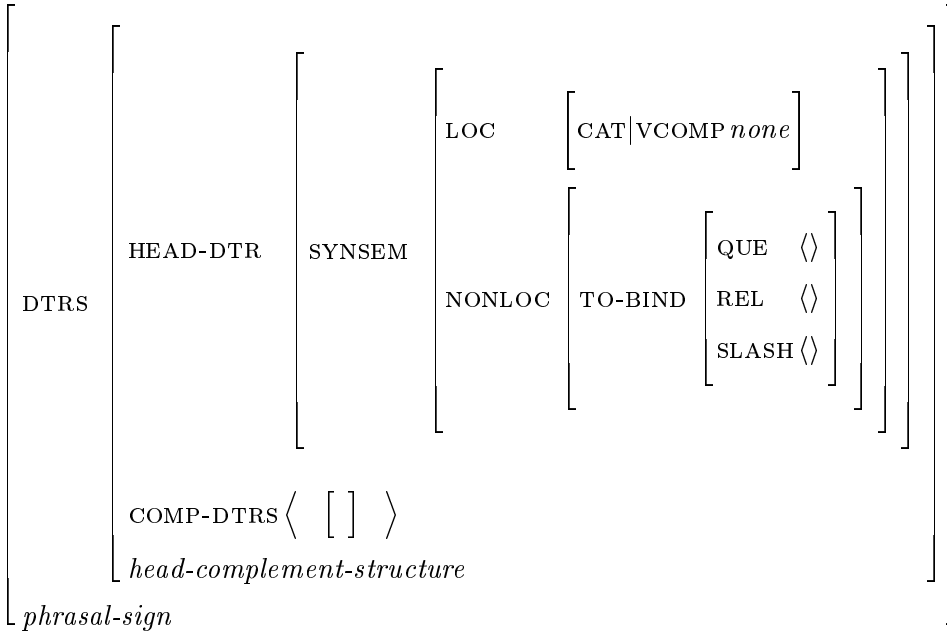 LOC CAT|VCOMP none
HEAD-DTR SYNSEM QUE ⟨⟩
DTRS NONLOC TO-BIND REL ⟨⟩
SLASH ⟨⟩
COMP-DTRS ⟨ [ ] ⟩
head-complement-structure
phrasal-sign